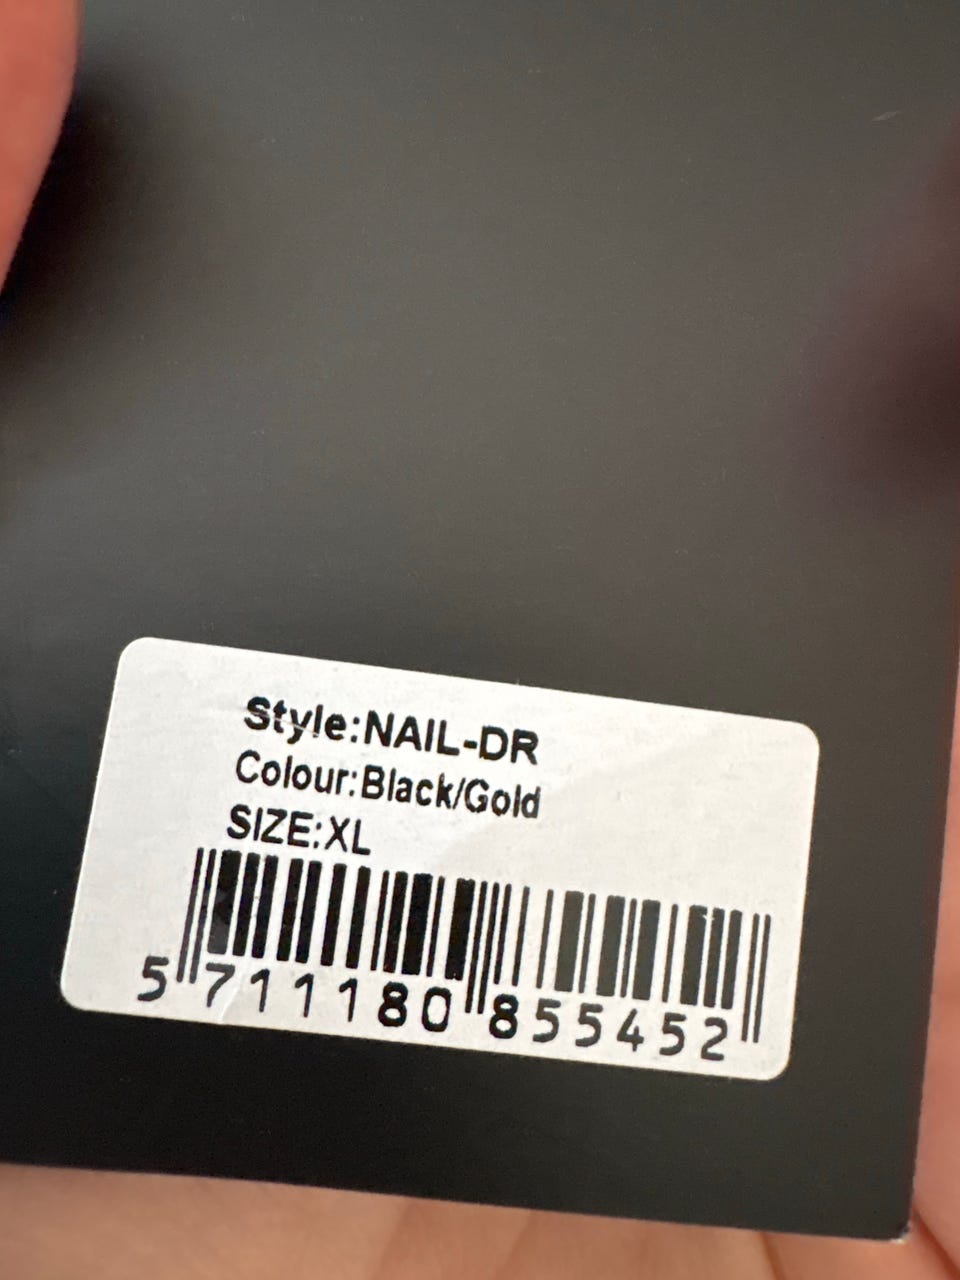 Style:NAIL-DR
Colour:Black/Gold
SIZE:XL
5 711180 855452